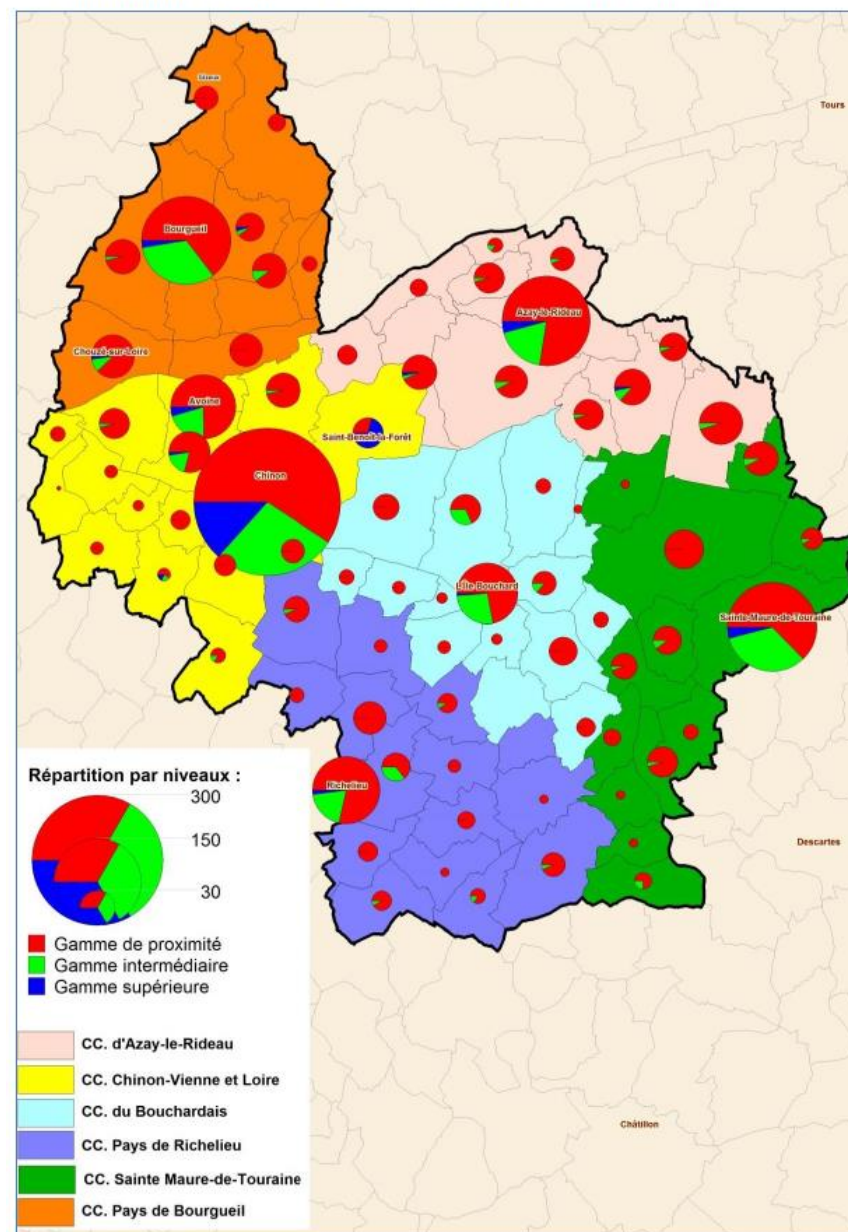 Tours
Bourgueil
Azay-le-Rideau
Chouzé-sur-Loire
Avoine
Saint-Benoit-la-Forêt
Chinon
L'Ile Bouchard
Sainte-Maure-de-Touraine
Richelieu
Descartes
Châtillon
Répartition par niveaux :
300
150
30
Gamme de proximité
Gamme intermédiaire
Gamme supérieure
CC. d'Azay-le-Rideau
CC. Chinon-Vienne et Loire
CC. du Bouchardais
CC. Pays de Richelieu
CC. Sainte Maure-de-Touraine
CC. Pays de Bourgueil